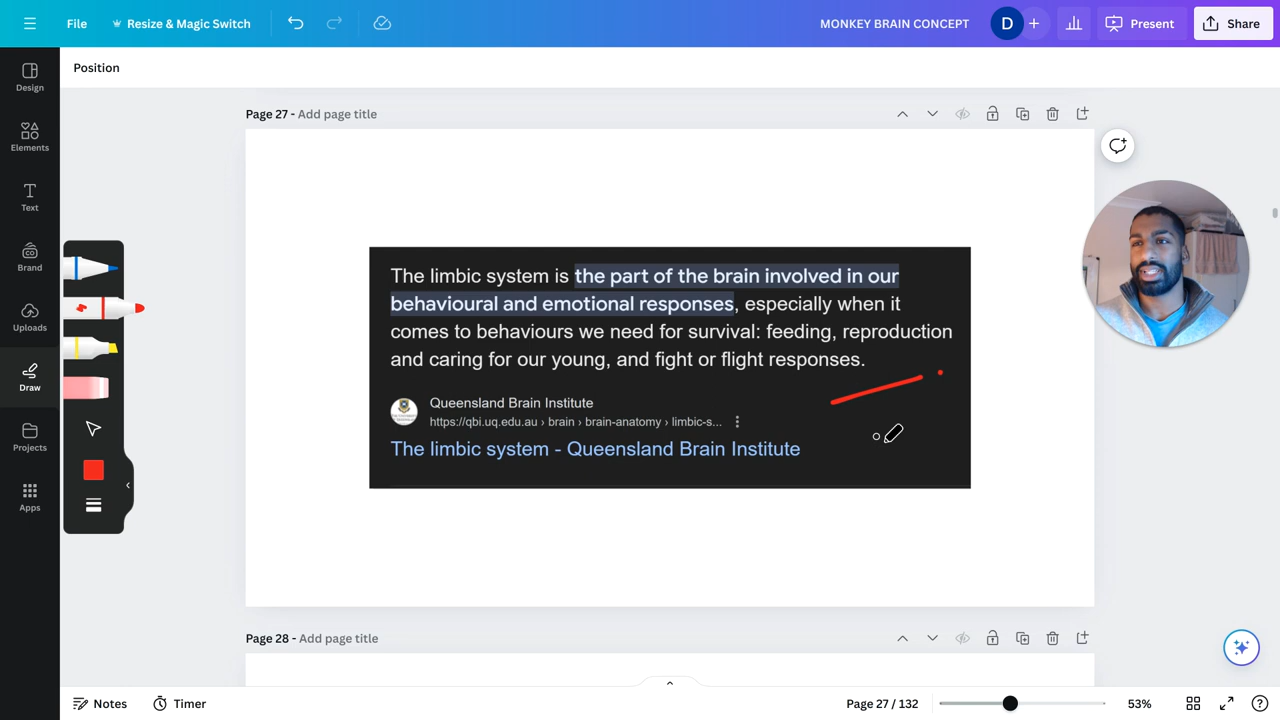 File
Resize & Magic Switch
MONKEY BRAIN CONCEPT
D
Present
Share
Position
Design
Elements
Text
Brand
Uploads
Draw
Projects
Apps
Page 27 - Add page title
The limbic system is the part of the brain involved in our
behavioural and emotional responses, especially when it
comes to behaviours we need for survival: feeding, reproduction
and caring for our young, and fight or flight responses.
Queensland Brain Institute
https://qbi.uq.edu.au › brain › brain-anatomy › limbic-s...
The limbic system - Queensland Brain Institute
Page 28 - Add page title
Notes
Timer
Page 27 / 132
53%